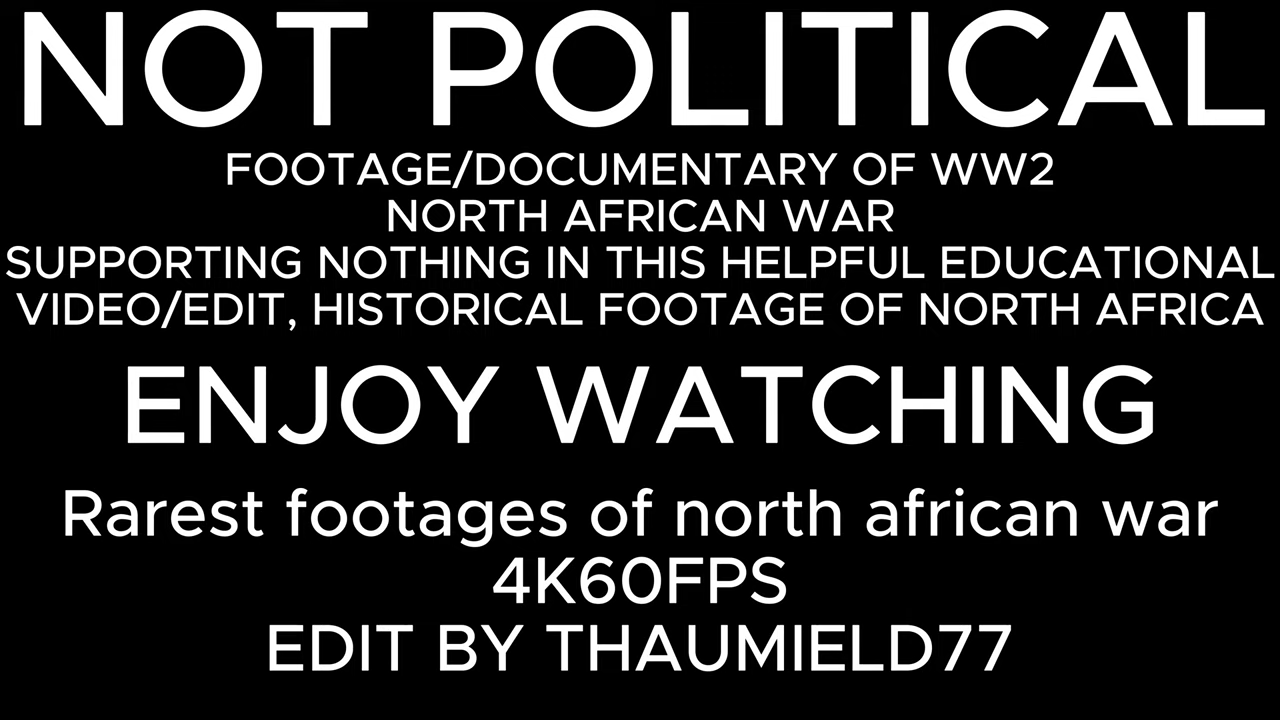 NOT POLITICAL
FOOTAGE/DOCUMENTARY OF WW2
NORTH AFRICAN WAR
SUPPORTING NOTHING IN THIS HELPFUL EDUCATIONAL
VIDEO/EDIT, HISTORICAL FOOTAGE OF NORTH AFRICA
ENJOY WATCHING
Rarest footages of north african war
4K60FPS
EDIT BY THAUMIELD77